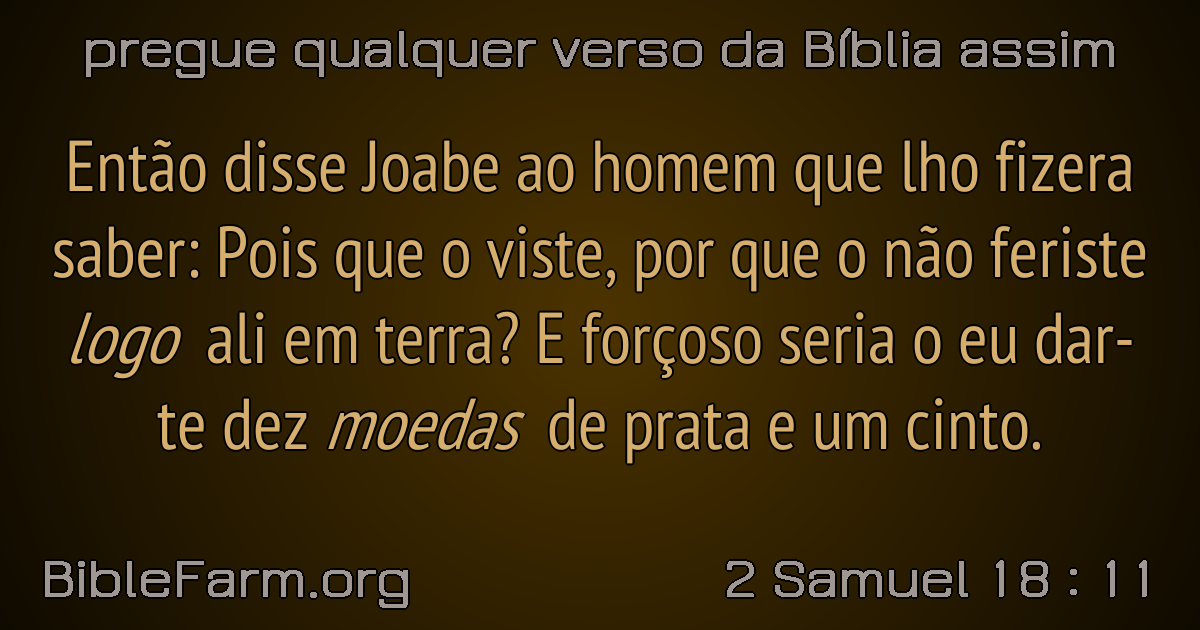 pregue qualquer verso da Bíblia assim
Então disse Joabe ao homem que lho fizera
saber: Pois que o viste, por que o não feriste
logo ali em terra? E forçoso seria o eu dar-
te dez moedas de prata e um cinto.
BibleFarm.org
2 Samuel 18 : 11